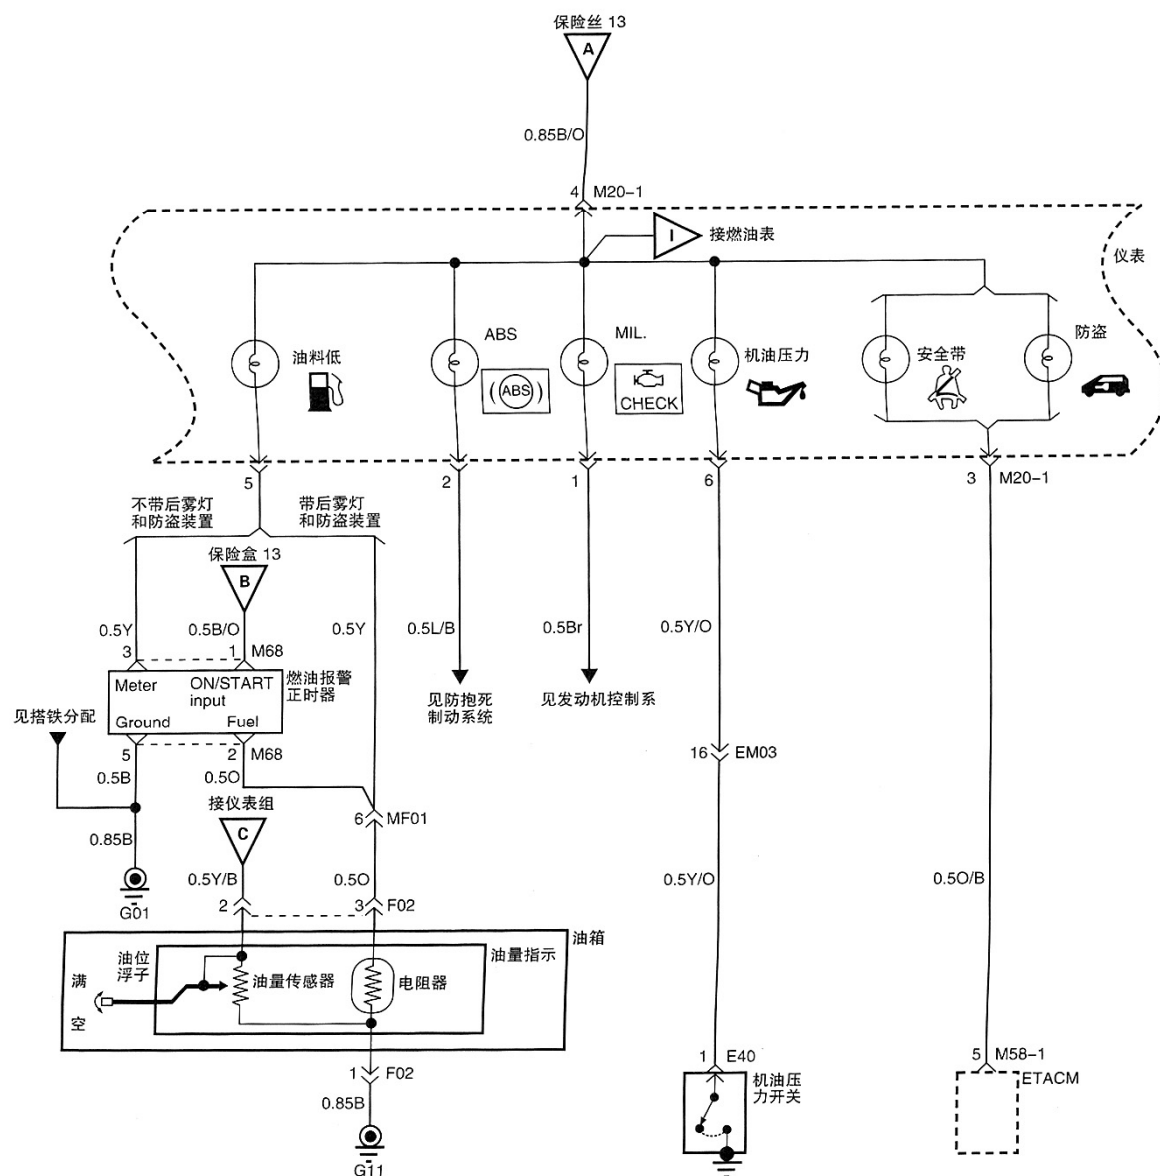 保险丝 13
A
0.85B/O
4 M20-1
I 接燃油表
仪表
油料低
ABS
(ABS)
MIL.
CHECK
机油压力
安全带
防盗
5
2
1
6
3 M20-1
不带后雾灯
和防盗装置
带后雾灯
和防盗装置
保险盒 13
B
0.5Y
0.5B/O
0.5Y
0.5L/B
0.5Br
0.5Y/O
3
1 M68
Meter
ON/START
input
Ground
Fuel
燃油报警
正时器
见搭铁分配
见防抱死
制动系统
见发动机控制系
5
2 M68
16 EM03
0.5B
0.5O
接仪表组
C
6 MF01
0.85B
0.5Y/B
0.5O
0.5Y/O
0.5O/B
G01
2
3 F02
油箱
油量指示
油位
浮子
满
空
油量传感器
电阻器
1 F02
0.85B
G11
1 E40
机油压
力开关
5 M58-1
ETACM